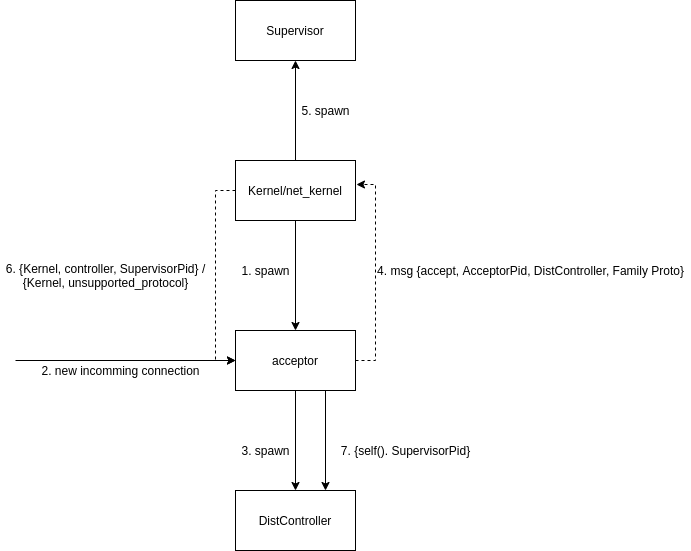 Supervisor
5. spawn
Kernel/net_kernel
6. {Kernel, controller, SupervisorPid} /
{Kernel, unsupported_protocol}
1. spawn
4. msg {accept, AcceptorPid, DistController, Family Proto}
acceptor
2. new incomming connection
3. spawn
7. {self(). SupervisorPid}
DistController